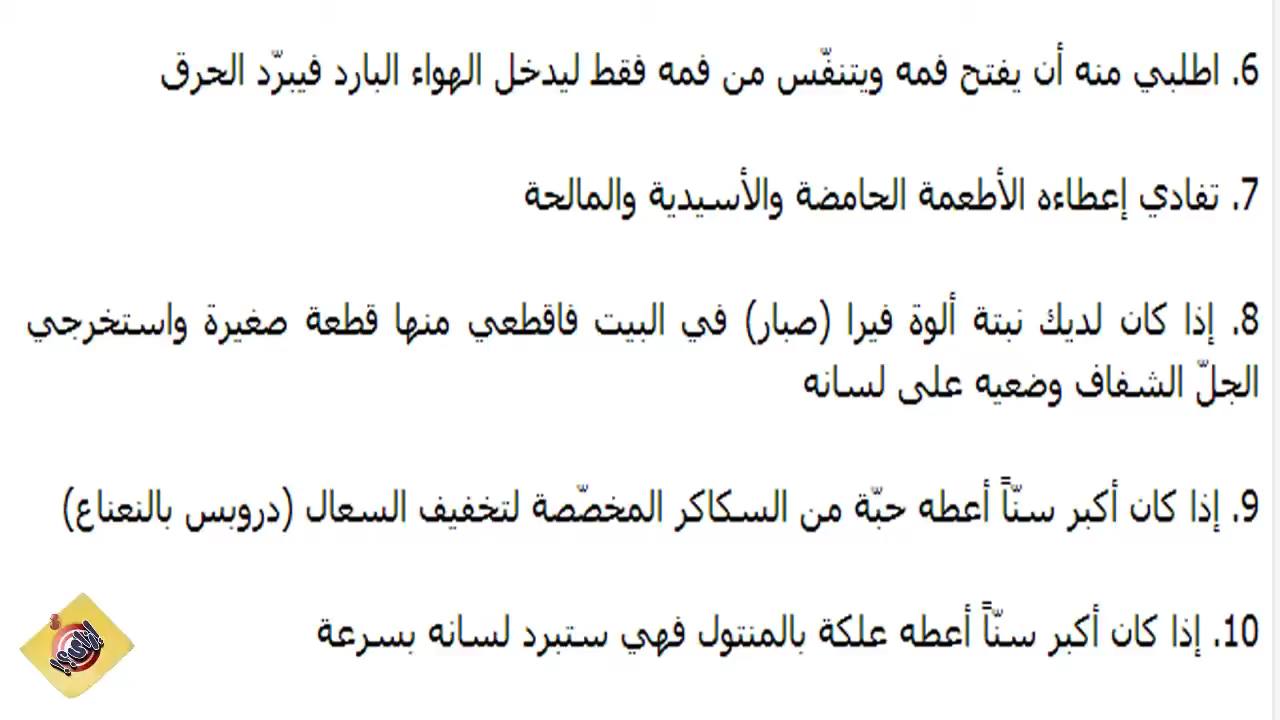 6. اطلبي منه أن يفتح فمه ويتنفّس من فمه فقط ليدخل الهواء البارد فيبرّد الحرق
7. تفادي إعطاءه الأطعمة الحامضة والأسيدية والمالحة
8. إذا كان لديك نبتة ألوة فيرا (صبار) في البيت فاقطعي منها قطعة صغيرة واستخرجي
الجلّ الشفاف وضعيه على لسانه
9. إذا كان أكبر سنّاً أعطه حبّة من السكاكر المخصّصة لتخفيف السعال (دروبس بالنعناع)
10. إذا كان أكبر سنّاً أعطه علكة بالمنتول فهي ستبرد لسانه بسرعة